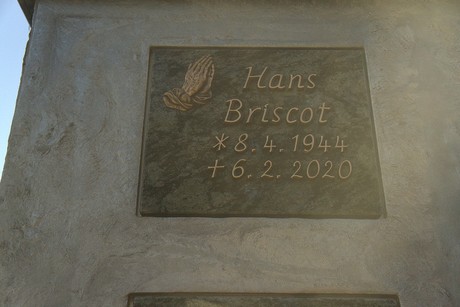 Hans
Briscot
* 8. 4. 1944
+ 6. 2. 2020